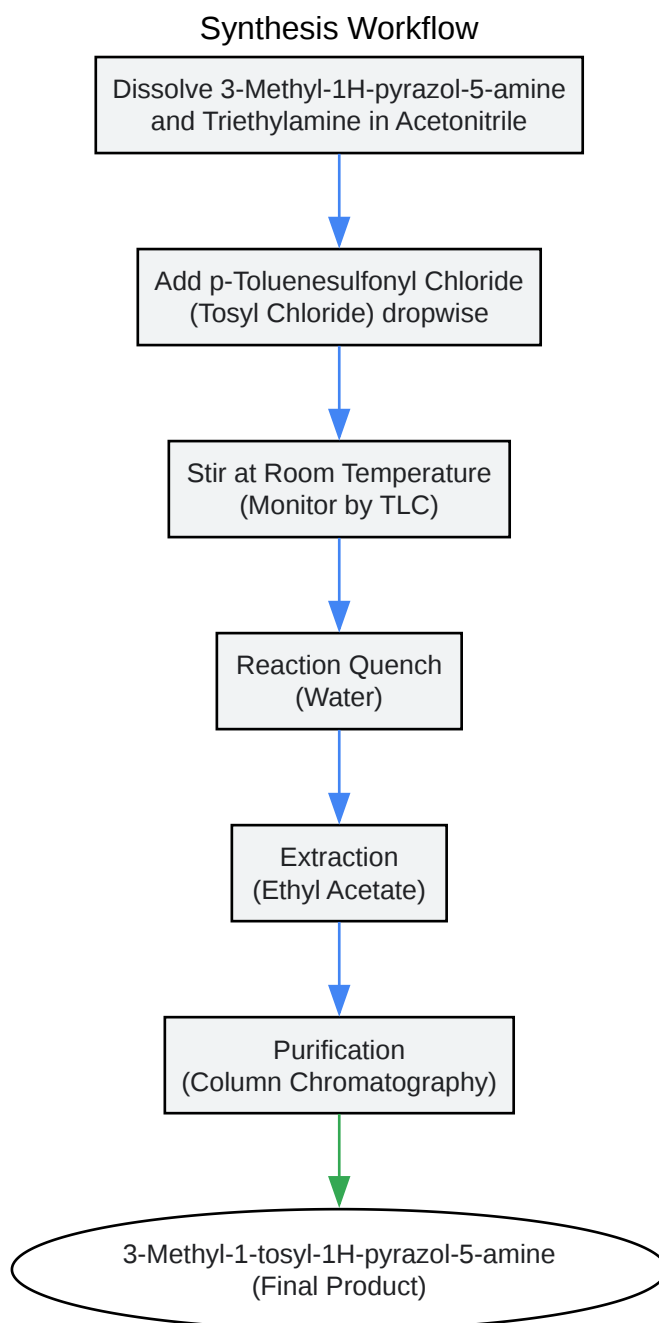 Synthesis Workflow
Dissolve 3-Methyl-1H-pyrazol-5-amine
and Triethylamine in Acetonitrile
Add p-Toluenesulfonyl Chloride
(Tosyl Chloride) dropwise
Stir at Room Temperature
(Monitor by TLC)
Reaction Quench
(Water)
Extraction
(Ethyl Acetate)
Purification
(Column Chromatography)
3-Methyl-1-tosyl-1H-pyrazol-5-amine
(Final Product)